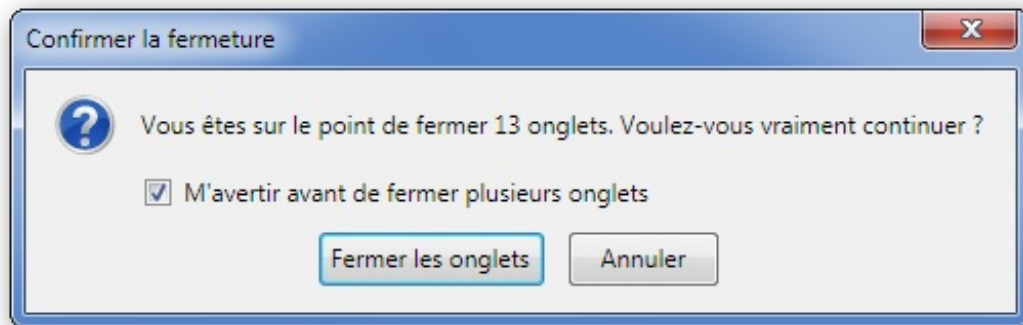 Confirmer la fermeture
Vous êtes sur le point de fermer 13 onglets. Voulez-vous vraiment continuer ?
M'avertir avant de fermer plusieurs onglets
Fermer les onglets
Annuler